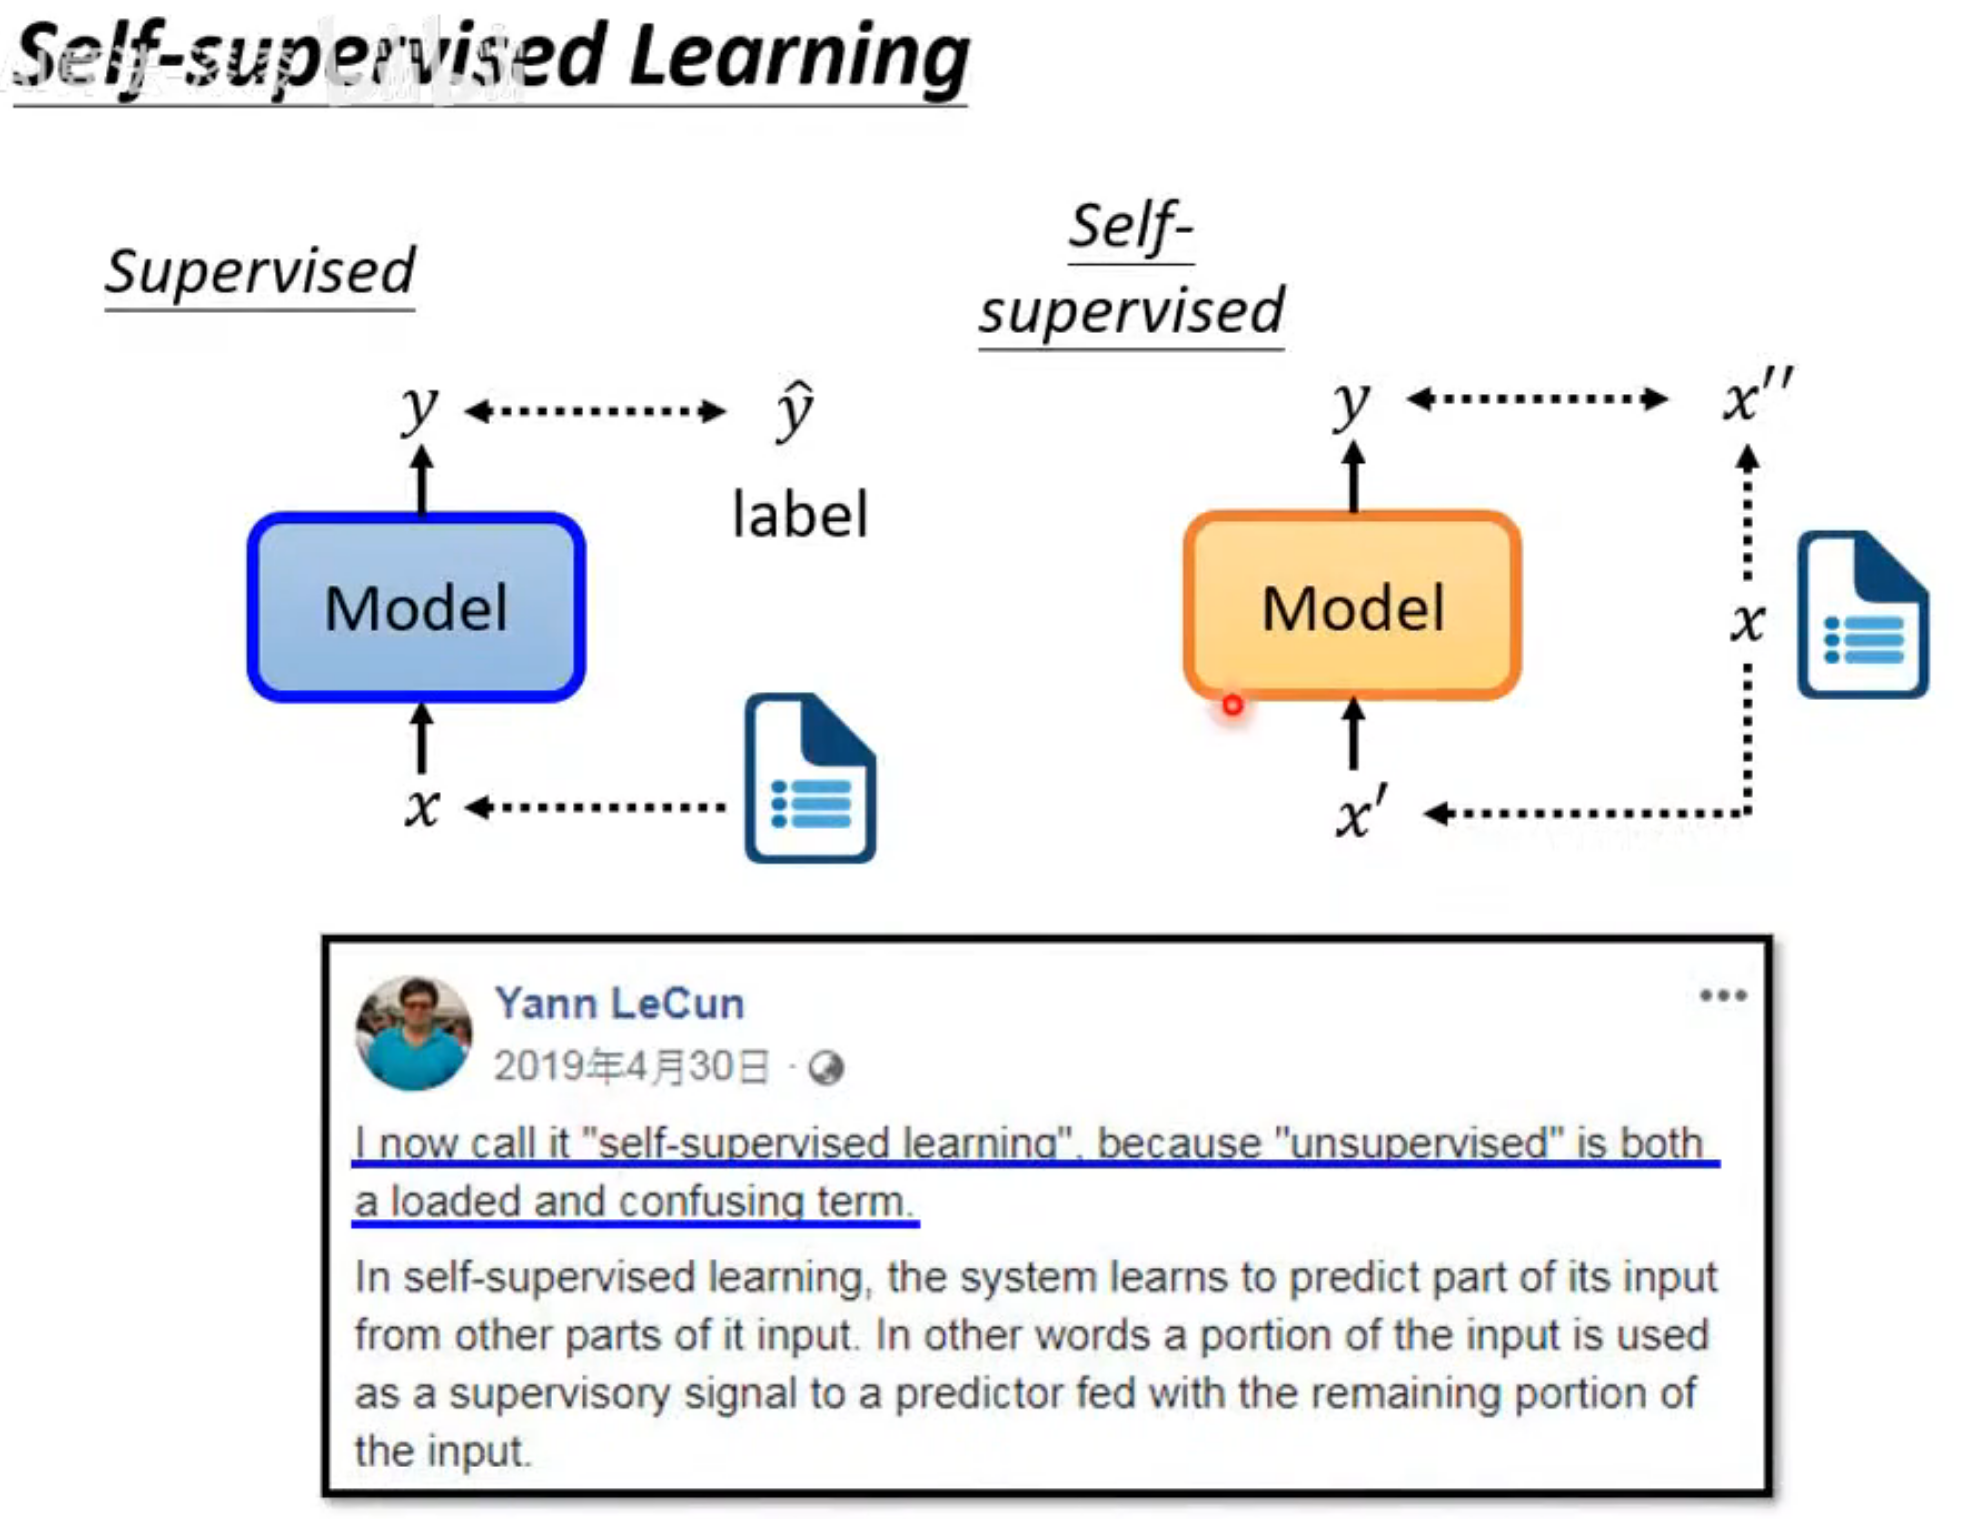 Self-supervised Learning
Supervised
Self-
supervised
y
ŷ
label
Model
x
y
x′′
Model
x
x′
Yann LeCun
2019年4月30日 ·
I now call it "self-supervised learning", because "unsupervised" is both
a loaded and confusing term.
In self-supervised learning, the system learns to predict part of its input
from other parts of it input. In other words a portion of the input is used
as a supervisory signal to a predictor fed with the remaining portion of
the input.